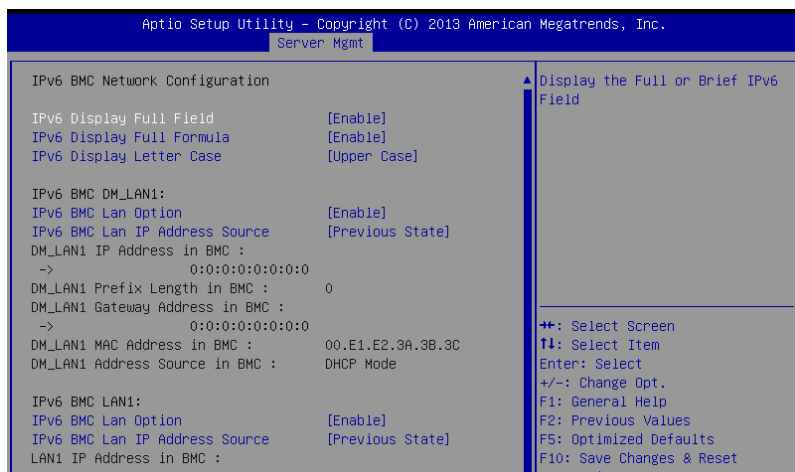 Aptio Setup Utility – Copyright (C) 2013 American Megatrends, Inc.
Server Mgmt
IPv6 BMC Network Configuration
IPv6 Display Full Field [Enable]
IPv6 Display Full Formula [Enable]
IPv6 Display Letter Case [Upper Case]
IPv6 BMC DM_LAN1:
IPv6 BMC Lan Option [Enable]
IPv6 BMC Lan IP Address Source [Previous State]
DM_LAN1 IP Address in BMC :
-> 0:0:0:0:0:0:0:0
DM_LAN1 Prefix Length in BMC : 0
DM_LAN1 Gateway Address in BMC :
-> 0:0:0:0:0:0:0:0
DM_LAN1 MAC Address in BMC : 00.E1.E2.3A.3B.3C
DM_LAN1 Address Source in BMC : DHCP Mode
IPv6 BMC LAN1:
IPv6 BMC Lan Option [Enable]
IPv6 BMC Lan IP Address Source [Previous State]
LAN1 IP Address in BMC :
Display the Full or Brief IPv6
Field
→←: Select Screen
↑↓: Select Item
Enter: Select
+/-: Change Opt.
F1: General Help
F2: Previous Values
F5: Optimized Defaults
F10: Save Changes & Reset